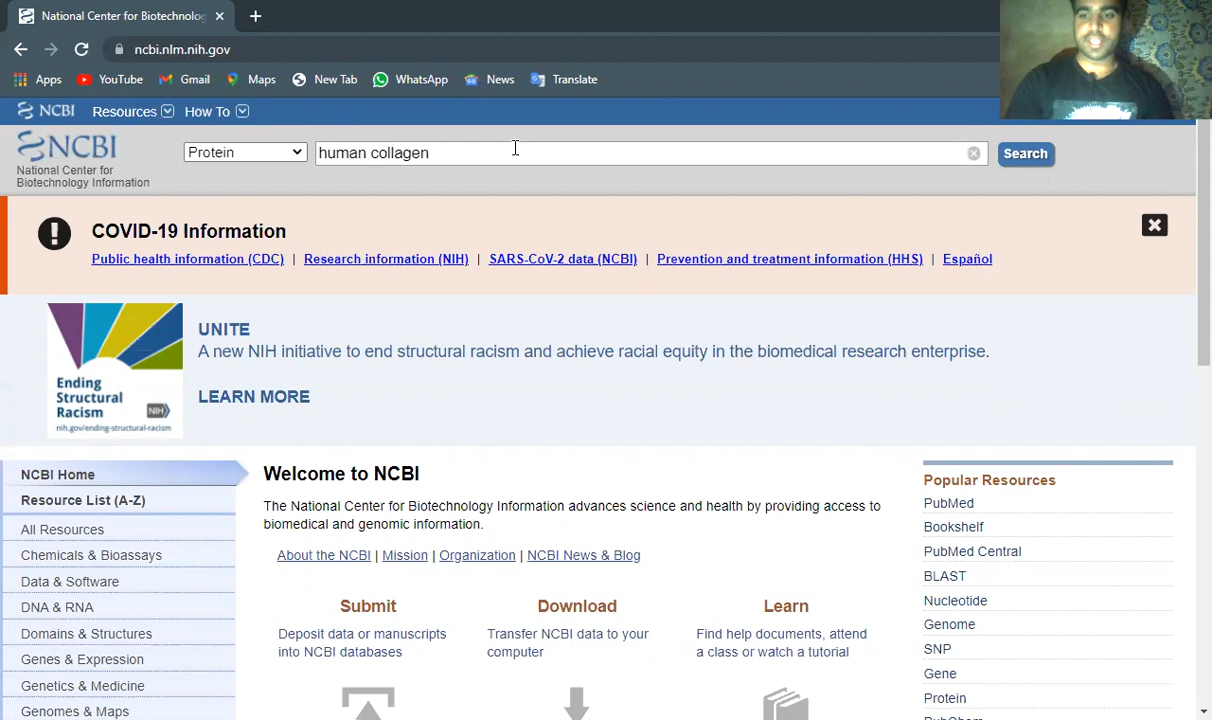 National Center for Biotechnolog
ncbi.nlm.nih.gov
Apps YouTube Gmail Maps New Tab WhatsApp News Translate
NCBI Resources How To
NCBI
National Center for
Biotechnology Information
Protein
human collagen
Search
COVID-19 Information
Public health information (CDC) | Research information (NIH) | SARS-CoV-2 data (NCBI) | Prevention and treatment information (HHS) | Español
Ending
Structural
Racism
NIH
nih.gov/ending-structural-racism
UNITE
A new NIH initiative to end structural racism and achieve racial equity in the biomedical research enterprise.
LEARN MORE
NCBI Home
Resource List (A-Z)
All Resources
Chemicals & Bioassays
Data & Software
DNA & RNA
Domains & Structures
Genes & Expression
Genetics & Medicine
Genomes & Maps
Welcome to NCBI
The National Center for Biotechnology Information advances science and health by providing access to
biomedical and genomic information.
About the NCBI | Mission | Organization | NCBI News & Blog
Submit
Deposit data or manuscripts
into NCBI databases
Download
Transfer NCBI data to your
computer
Learn
Find help documents, attend
a class or watch a tutorial
Popular Resources
PubMed
Bookshelf
PubMed Central
BLAST
Nucleotide
Genome
SNP
Gene
Protein
PubChem